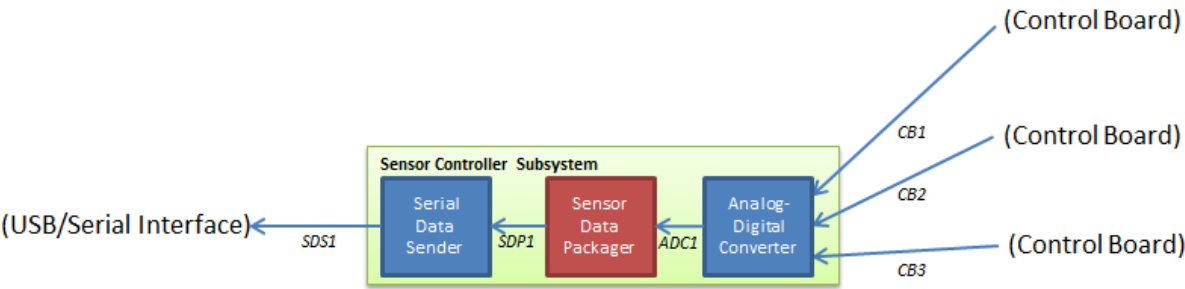 (Control Board)
CB1
(Control Board)
Sensor Controller Subsystem
CB2
(USB/Serial Interface)
SDS1
Serial
Data
Sender
SDP1
Sensor
Data
Packager
ADC1
Analog-
Digital
Converter
(Control Board)
CB3